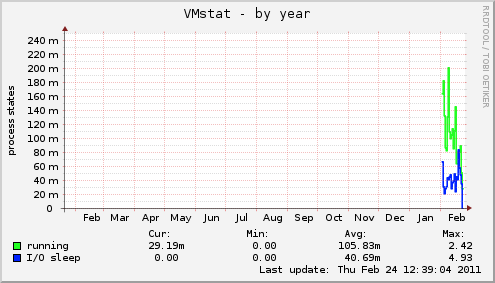 VMstat - by year
RRDTOOL / TOBI OETIKER
process states
240 m
220 m
200 m
180 m
160 m
140 m
120 m
100 m
80 m
60 m
40 m
20 m
0
Feb Mar Apr May Jun Jul Aug Sep Oct Nov Dec Jan Feb
Cur: Min: Avg: Max:
running 29.19m 0.00 105.83m 2.42
I/O sleep 0.00 0.00 40.69m 4.93
Last update: Thu Feb 24 12:39:04 2011